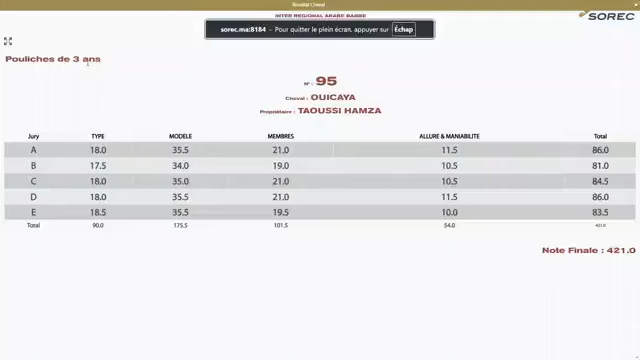 Résultat Cheval
INTER REGIONAL ARABE BARBE
SOREC
sorec.ma:8184 - Pour quitter le plein écran, appuyer sur Échap
Pouliches de 3 ans
N° : 95
Cheval : OUICAYA
Propriétaire : TAOUSSI HAMZA
Jury TYPE MODELE MEMBRES ALLURE & MANIABILITE Total
A 18.0 35.5 21.0 11.5 86.0
B 17.5 34.0 19.0 10.5 81.0
C 18.0 35.0 21.0 10.5 84.5
D 18.0 35.5 21.0 11.5 86.0
E 18.5 35.5 19.5 10.0 83.5
Total 90.0 175.5 101.5 54.0 421.0
Note Finale : 421.0